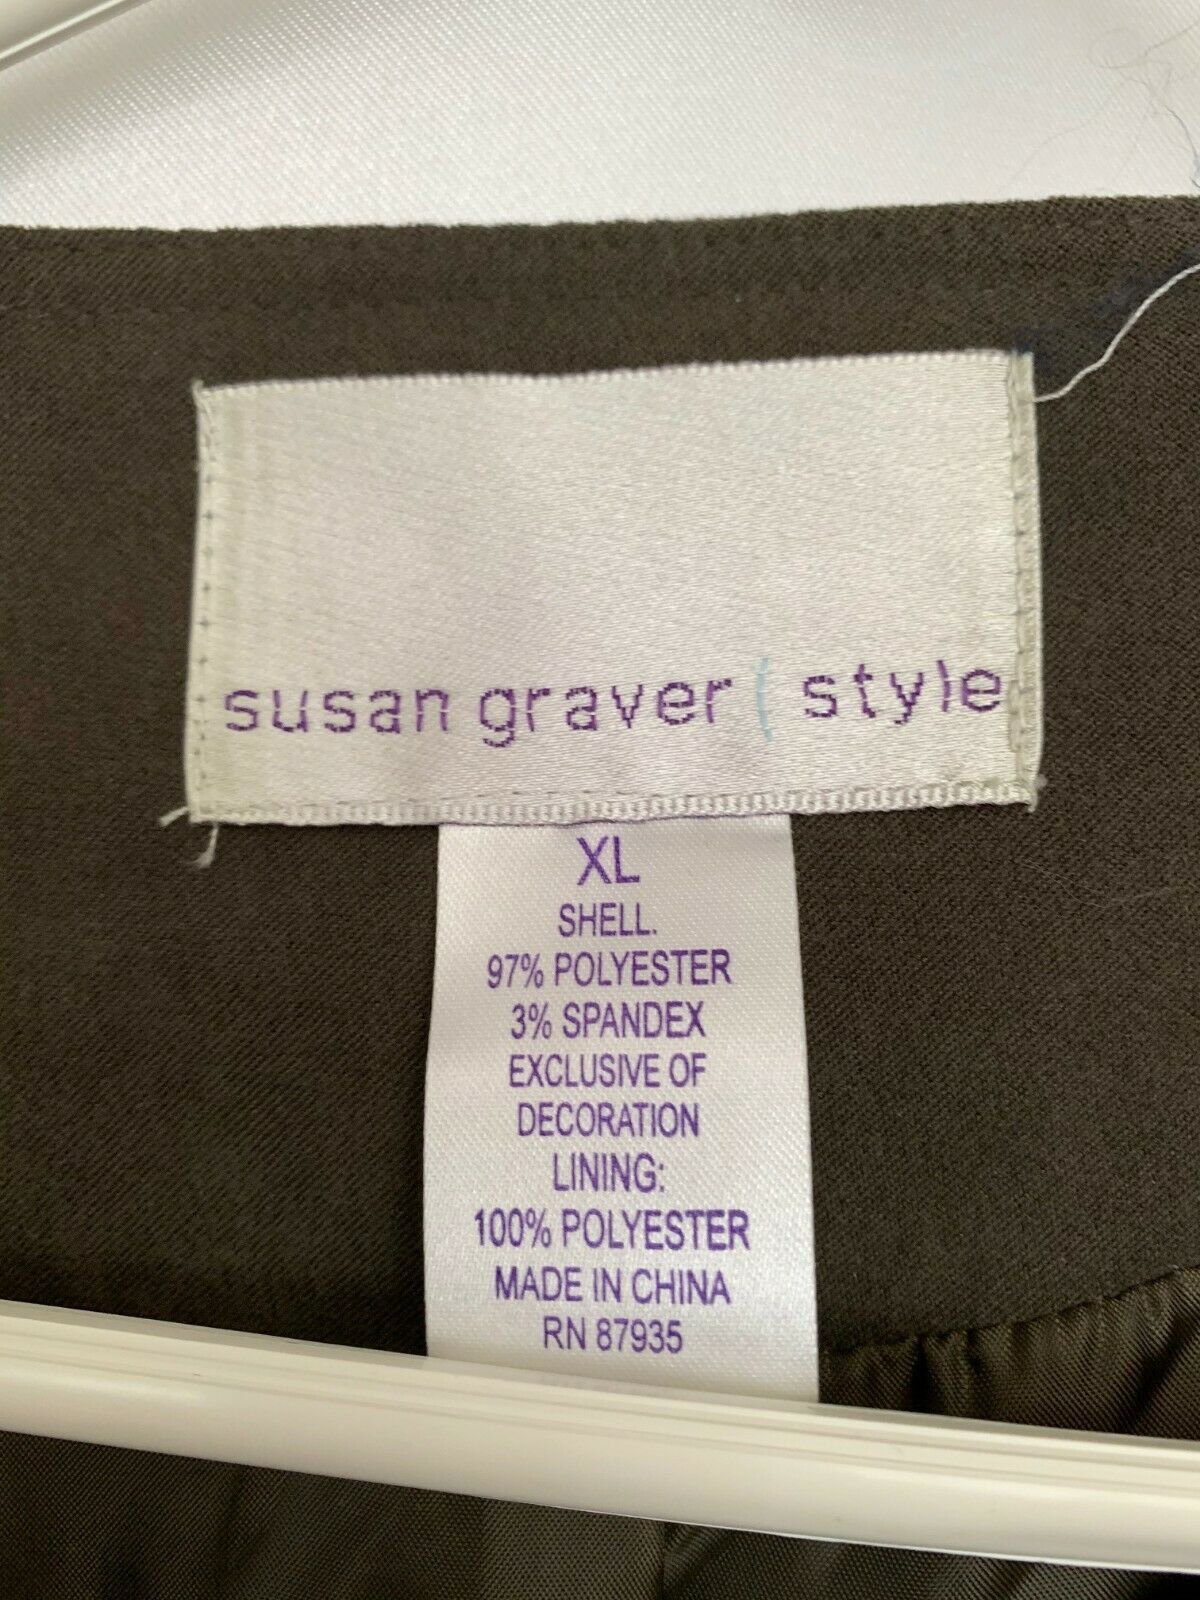 susan graver ( style
XL
SHELL.
97% POLYESTER
3% SPANDEX
EXCLUSIVE OF
DECORATION
LINING:
100% POLYESTER
MADE IN CHINA
RN 87935